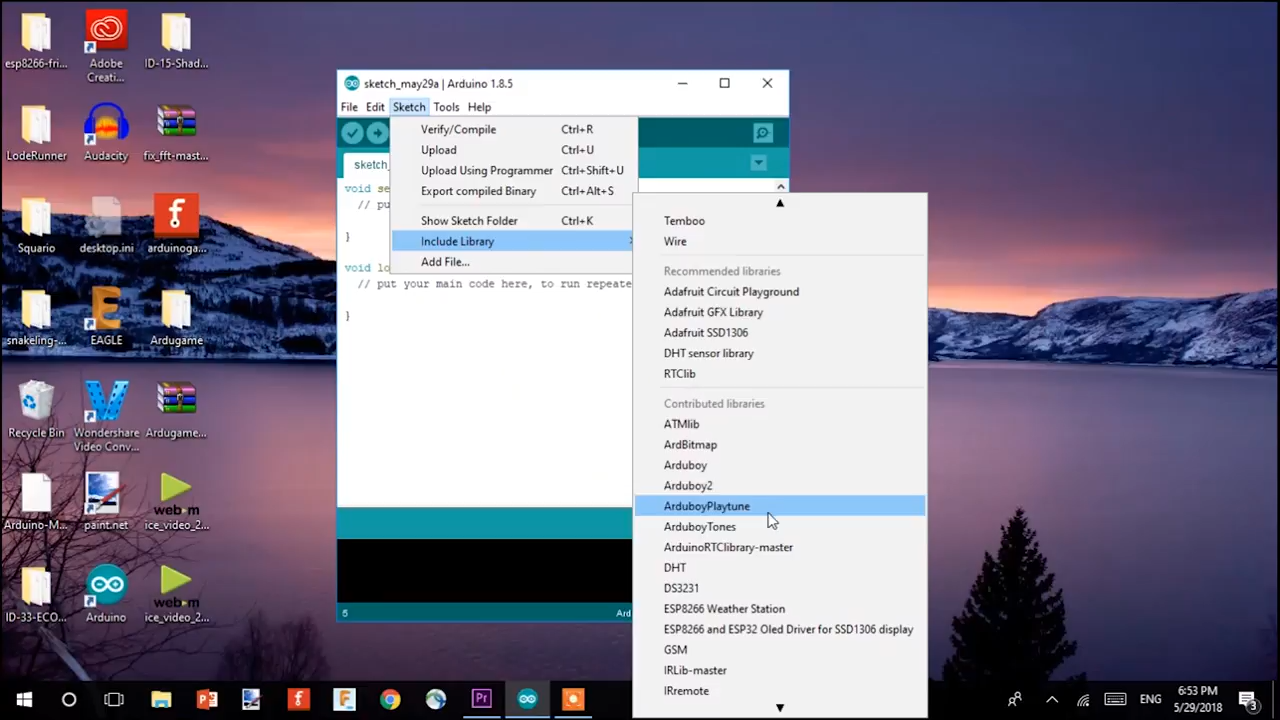 esp8266-fri...
Adobe
Creati...
ID-15-Shad...
LodeRunner
Audacity
fix_fft-mast...
Squario
desktop.ini
arduinoga...
snakeling-...
EAGLE
Ardugame
Recycle Bin
Wondershare
Video Conv...
Ardugame...
Arduino-M...
paint.net
web-m
ice_video_2...
ID-33-ECO...
Arduino
web-m
ice_video_2...
sketch_may29a | Arduino 1.8.5
File Edit Sketch Tools Help
sketch_
void se
// pu
}
void lo
// put your main code here, to run repeate
}
5
Ard
Verify/Compile Ctrl+R
Upload Ctrl+U
Upload Using Programmer Ctrl+Shift+U
Export compiled Binary Ctrl+Alt+S
Show Sketch Folder Ctrl+K
Include Library
Add File...
Temboo
Wire
Recommended libraries
Adafruit Circuit Playground
Adafruit GFX Library
Adafruit SSD1306
DHT sensor library
RTClib
Contributed libraries
ATMlib
ArdBitmap
Arduboy
Arduboy2
ArduboyPlaytune
ArduboyTones
ArduinoRTClibrary-master
DHT
DS3231
ESP8266 Weather Station
ESP8266 and ESP32 Oled Driver for SSD1306 display
GSM
IRLib-master
IRremote
Pr
ENG
6:53 PM
5/29/2018
3